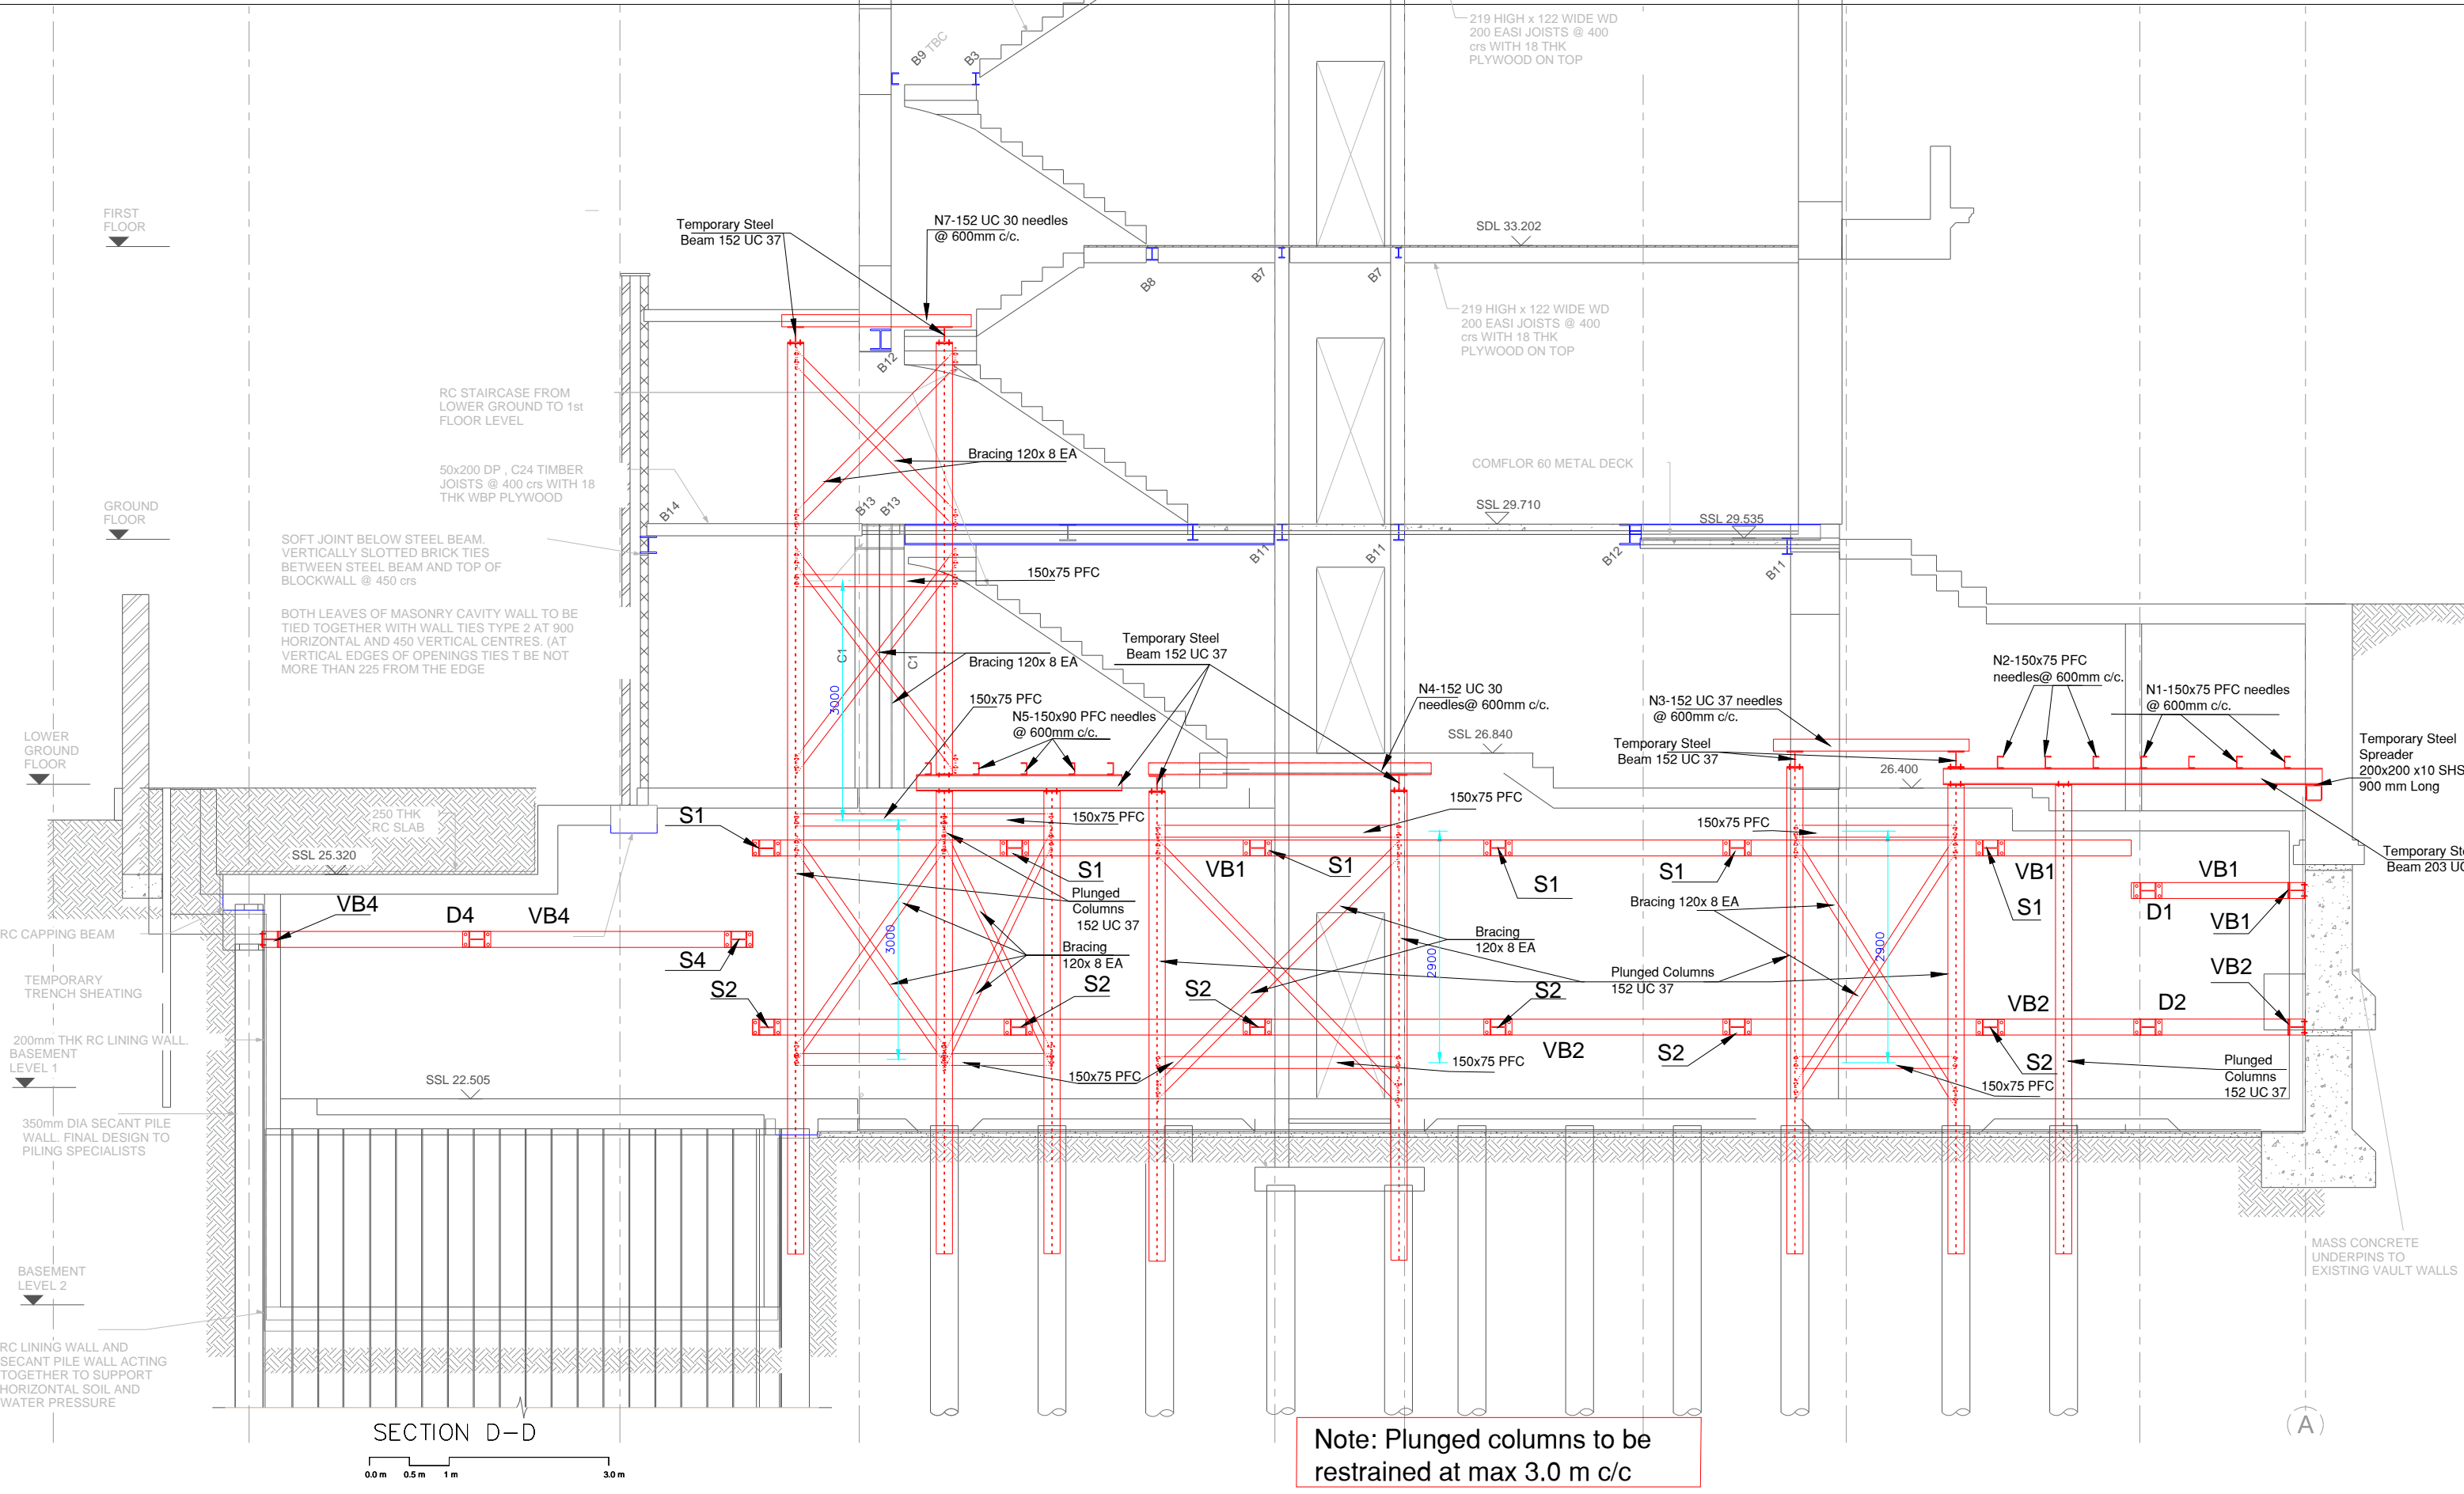 219 HIGH x 122 WIDE WD
200 EASI JOISTS @ 400
crs WITH 18 THK
PLYWOOD ON TOP
B9 TBC
B3
FIRST
FLOOR
Temporary Steel
Beam 152 UC 37
N7-152 UC 30 needles
@ 600mm c/c.
SDL 33.202
B8
B7
B7
219 HIGH x 122 WIDE WD
200 EASI JOISTS @ 400
crs WITH 18 THK
PLYWOOD ON TOP
B12
RC STAIRCASE FROM
LOWER GROUND TO 1st
FLOOR LEVEL
Bracing 120x 8 EA
COMFLOR 60 METAL DECK
50x200 DP , C24 TIMBER
JOISTS @ 400 crs WITH 18
THK WBP PLYWOOD
GROUND
FLOOR
B14
B13
B13
SSL 29.710
SSL 29.535
SOFT JOINT BELOW STEEL BEAM.
VERTICALLY SLOTTED BRICK TIES
BETWEEN STEEL BEAM AND TOP OF
BLOCKWALL @ 450 crs
B11
B11
B12
B11
150x75 PFC
BOTH LEAVES OF MASONRY CAVITY WALL TO BE
TIED TOGETHER WITH WALL TIES TYPE 2 AT 900
HORIZONTAL AND 450 VERTICAL CENTRES. (AT
VERTICAL EDGES OF OPENINGS TIES T BE NOT
MORE THAN 225 FROM THE EDGE
C1
C1
3000
Bracing 120x 8 EA
Temporary Steel
Beam 152 UC 37
150x75 PFC
N5-150x90 PFC needles
@ 600mm c/c.
N4-152 UC 30
needles@ 600mm c/c.
N3-152 UC 37 needles
@ 600mm c/c.
N2-150x75 PFC
needles@ 600mm c/c.
N1-150x75 PFC needles
@ 600mm c/c.
LOWER
GROUND
FLOOR
SSL 26.840
Temporary Steel
Beam 152 UC 37
26.400
Temporary Steel
Spreader
200x200 x10 SHS
900 mm Long
250 THK
RC SLAB
S1
150x75 PFC
150x75 PFC
150x75 PFC
SSL 25.320
S1
VB1
S1
S1
S1
VB1
S1
VB1
Temporary Ste
Beam 203 UC
VB4
D4
VB4
Plunged
Columns
152 UC 37
Bracing 120x 8 EA
D1
VB1
RC CAPPING BEAM
S4
3000
Bracing
120x 8 EA
Bracing
120x 8 EA
2900
2900
TEMPORARY
TRENCH SHEATING
S2
S2
S2
S2
Plunged Columns
152 UC 37
VB2
VB2
D2
200mm THK RC LINING WALL.
BASEMENT
LEVEL 1
VB2
S2
S2
150x75 PFC
150x75 PFC
150x75 PFC
Plunged
Columns
152 UC 37
SSL 22.505
350mm DIA SECANT PILE
WALL. FINAL DESIGN TO
PILING SPECIALISTS
BASEMENT
LEVEL 2
MASS CONCRETE
UNDERPINS TO
EXISTING VAULT WALLS
RC LINING WALL AND
SECANT PILE WALL ACTING
TOGETHER TO SUPPORT
HORIZONTAL SOIL AND
WATER PRESSURE
SECTION D-D
0.0 m 0.5 m 1 m 3.0 m
Note: Plunged columns to be
restrained at max 3.0 m c/c
A